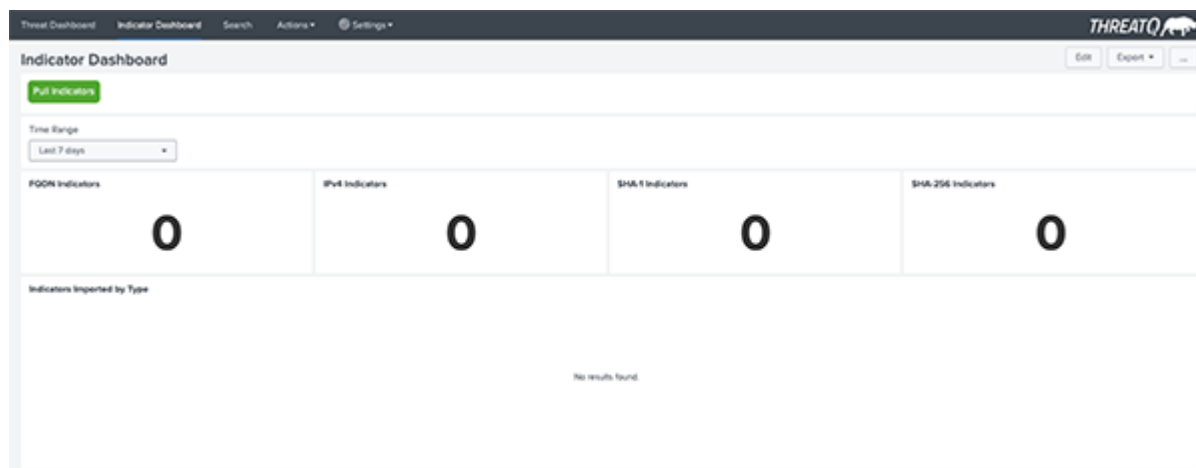 Threat Dashboard Indicator Dashboard Search Actions Settings THREATQ
Indicator Dashboard Edit Export ...
Pull Indicators
Time Range
Last 7 days
FQDN Indicators IPv4 Indicators SHA-1 Indicators SHA-256 Indicators
0 0 0 0
Indicators Imported by Type
No results found.